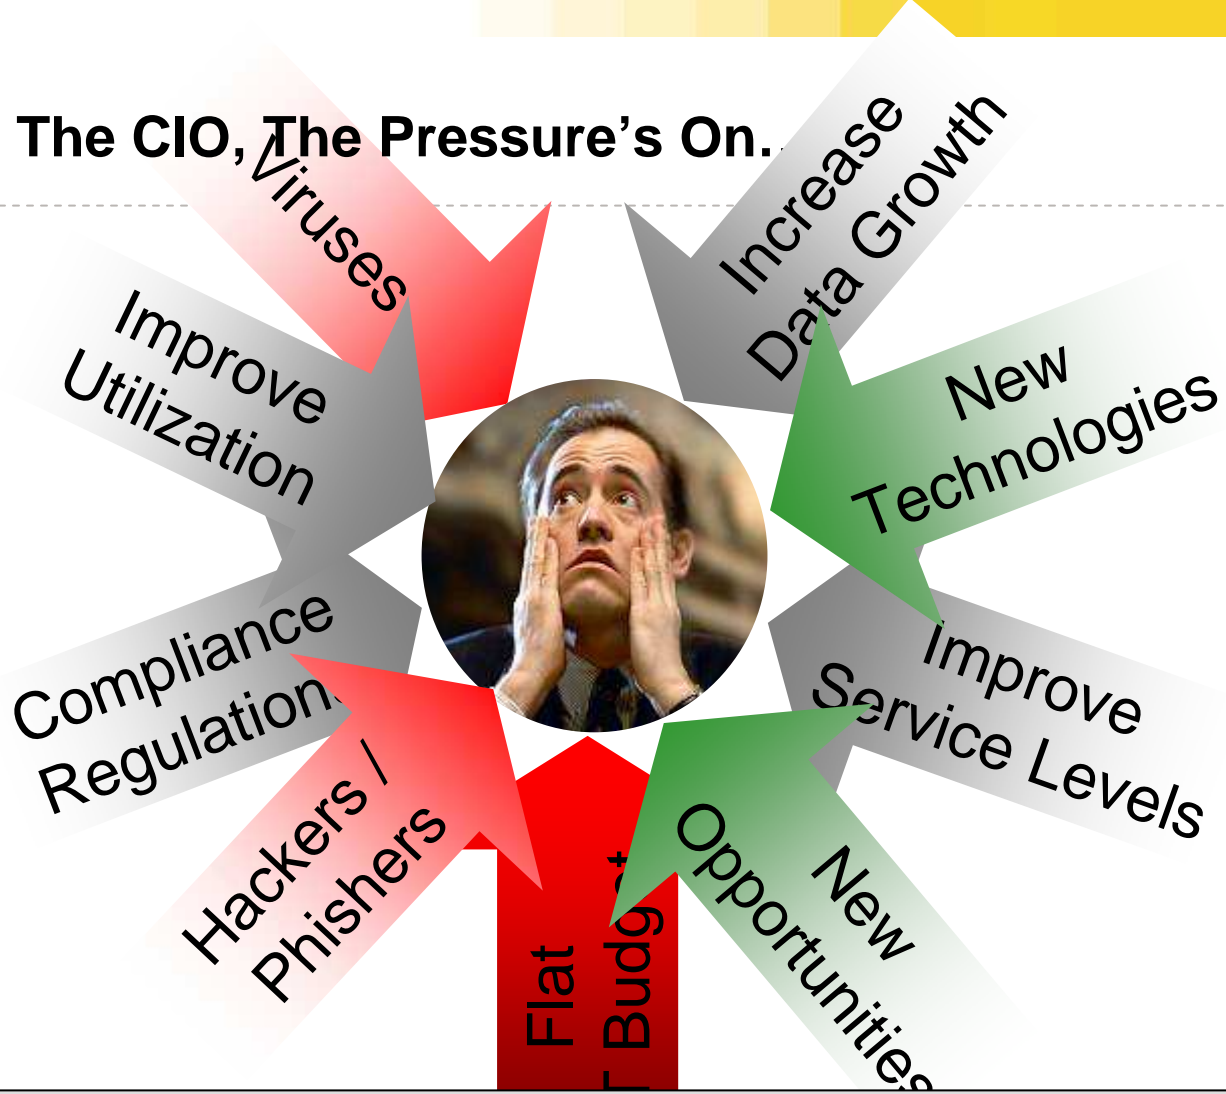 The CIO, The Pressure's On..
Viruses
Increase
Data Growth
Improve
Utilization
New
Technologies
Compliance
Regulation
Improve
Service Levels
Hackers /
Phishers
Flat
T Budget
New
Opportunities